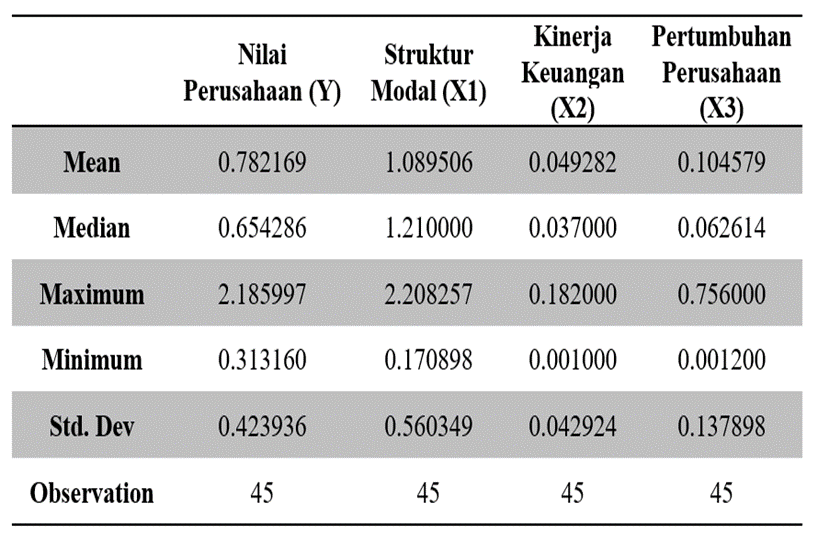 Nilai Perusahaan (Y) Struktur Modal (X1) Kinerja Keuangan (X2) Pertumbuhan Perusahaan (X3)
Mean 0.782169 1.089506 0.049282 0.104579
Median 0.654286 1.210000 0.037000 0.062614
Maximum 2.185997 2.208257 0.182000 0.756000
Minimum 0.313160 0.170898 0.001000 0.001200
Std. Dev 0.423936 0.560349 0.042924 0.137898
Observation 45 45 45 45